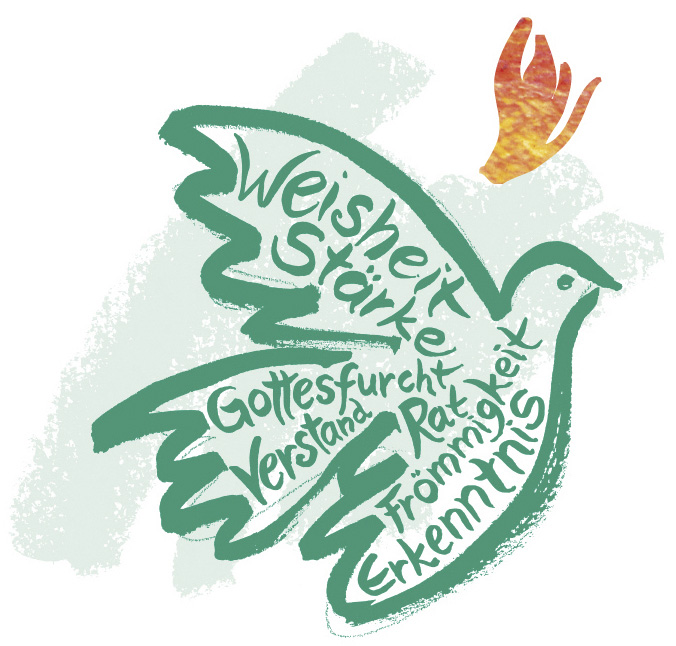 Weisheit
Stärke
Gottesfurcht
Verstand
Rat
Frömmigkeit
Erkenntnis